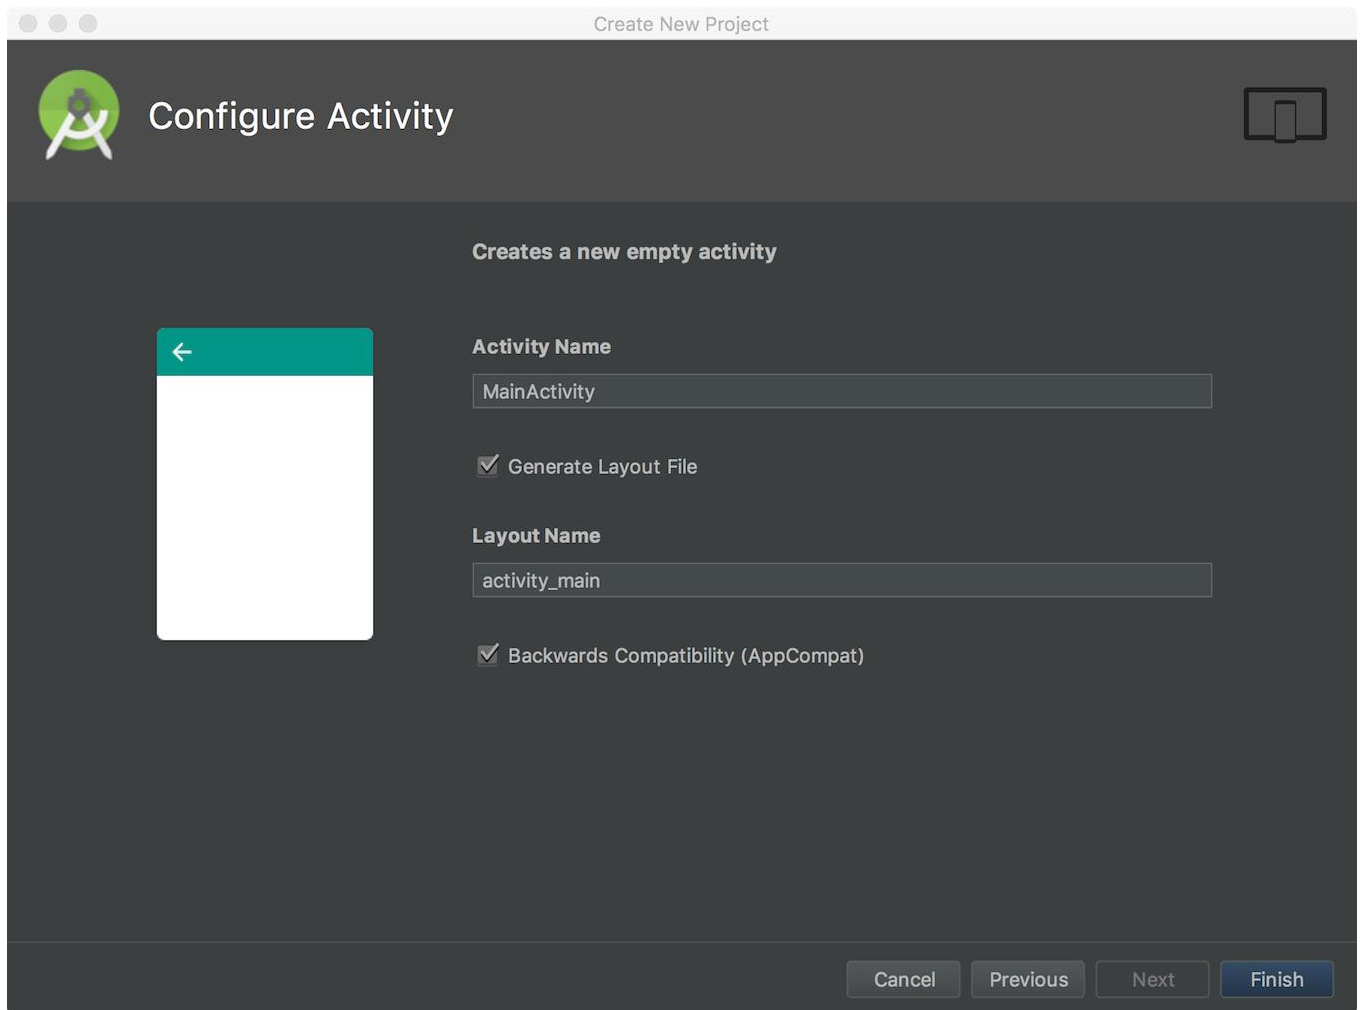 Create New Project
Configure Activity
Creates a new empty activity
Activity Name
MainActivity
Generate Layout File
Layout Name
activity_main
Backwards Compatibility (AppCompat)
Cancel Previous Next Finish